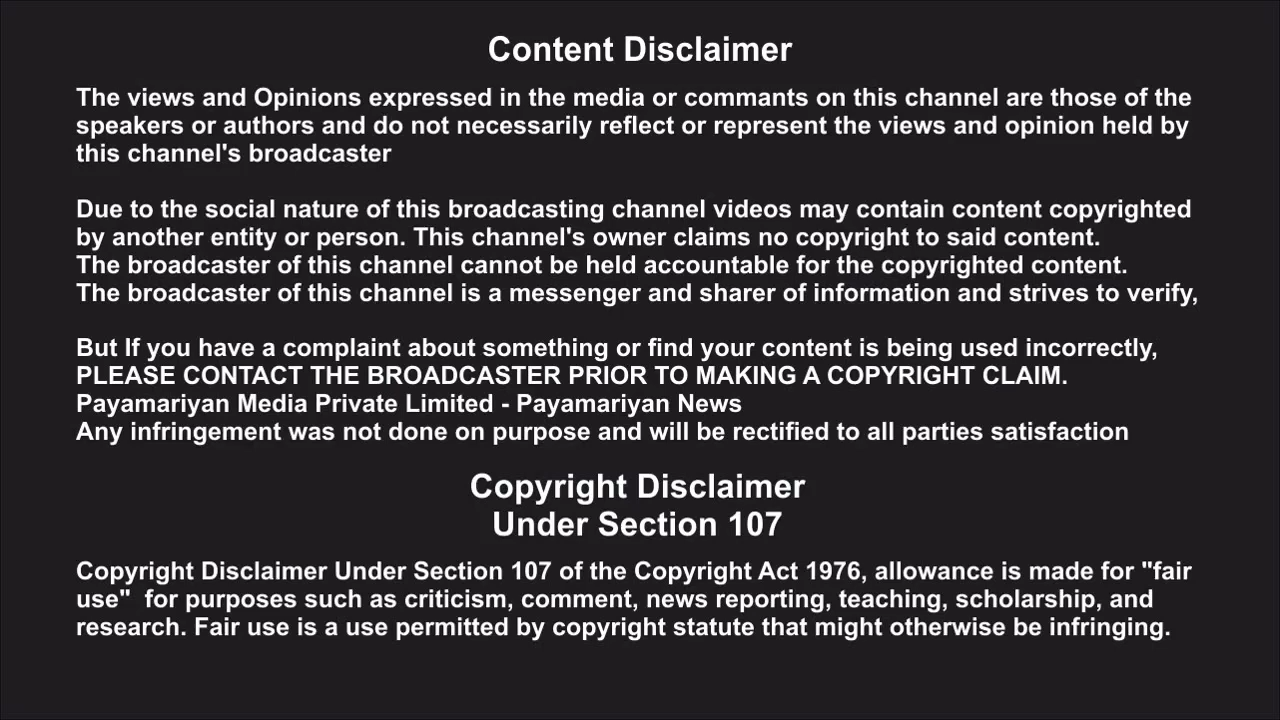 Content Disclaimer
The views and Opinions expressed in the media or commants on this channel are those of the
speakers or authors and do not necessarily reflect or represent the views and opinion held by
this channel's broadcaster
Due to the social nature of this broadcasting channel videos may contain content copyrighted
by another entity or person. This channel's owner claims no copyright to said content.
The broadcaster of this channel cannot be held accountable for the copyrighted content.
The broadcaster of this channel is a messenger and sharer of information and strives to verify,
But If you have a complaint about something or find your content is being used incorrectly,
PLEASE CONTACT THE BROADCASTER PRIOR TO MAKING A COPYRIGHT CLAIM.
Payamariyan Media Private Limited - Payamariyan News
Any infringement was not done on purpose and will be rectified to all parties satisfaction
Copyright Disclaimer
Under Section 107
Copyright Disclaimer Under Section 107 of the Copyright Act 1976, allowance is made for "fair
use"  for purposes such as criticism, comment, news reporting, teaching, scholarship, and
research. Fair use is a use permitted by copyright statute that might otherwise be infringing.